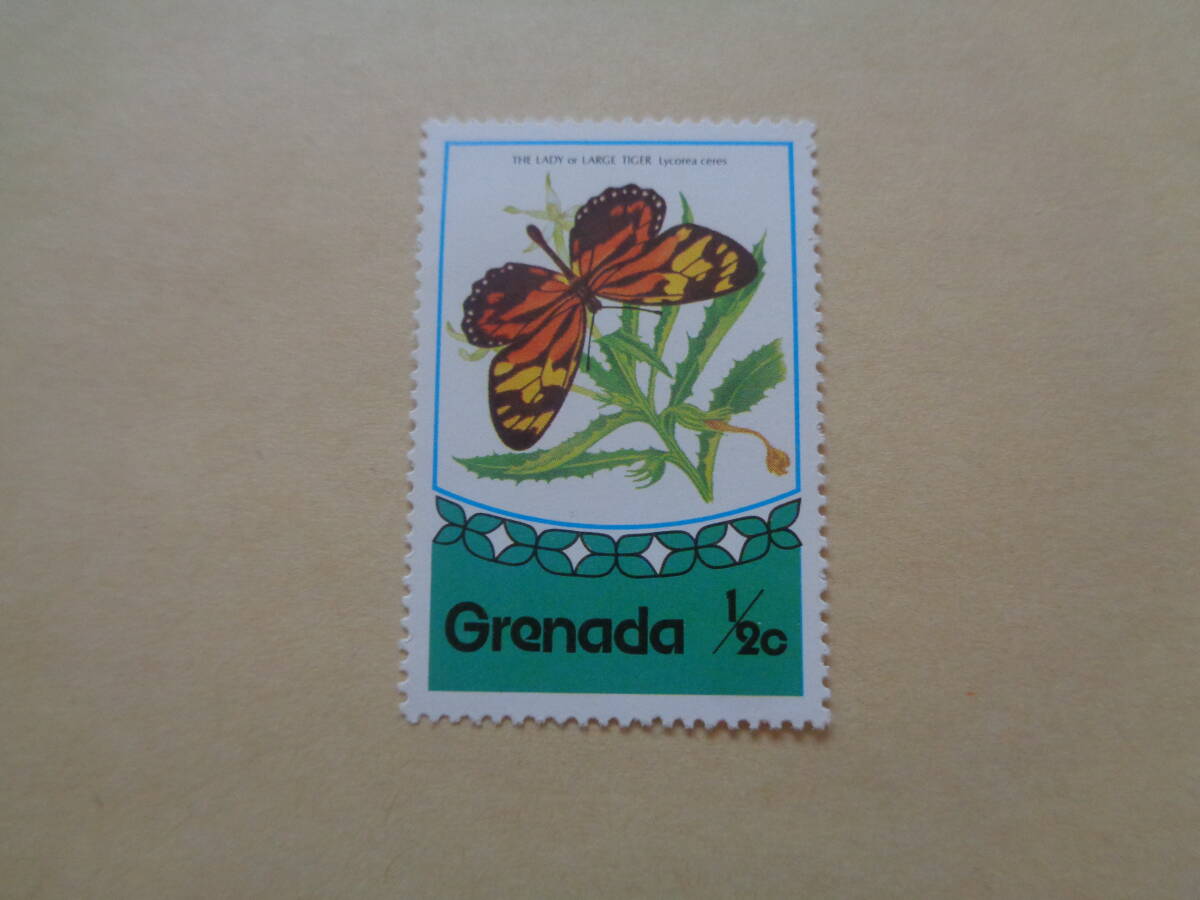 THE LADY or LARGE TIGER Lycorea ceres
Grenada 1/2c